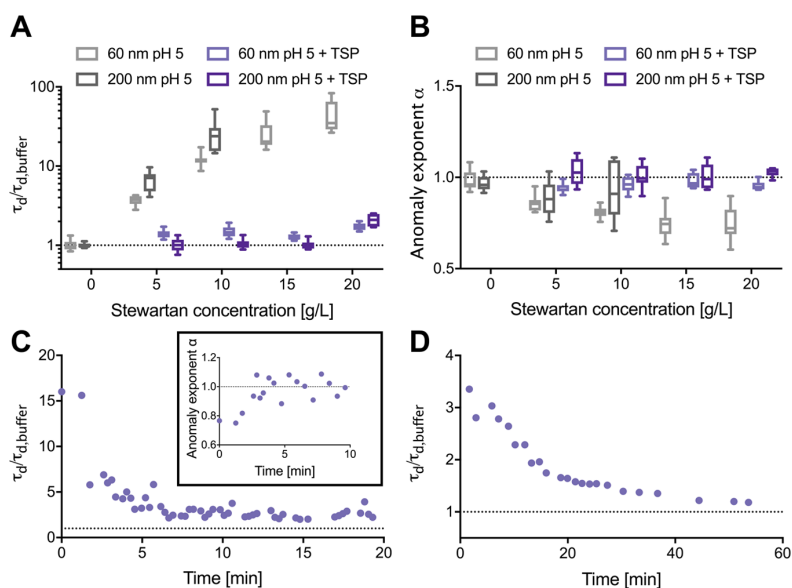 A
60 nm pH 5
60 nm pH 5 + TSP
200 nm pH 5
200 nm pH 5 + TSP
τd/τd,buffer
100
10
1
0
5
10
15
20
Stewartan concentration [g/L]
B
60 nm pH 5
60 nm pH 5 + TSP
200 nm pH 5
200 nm pH 5 + TSP
Anomaly exponent α
1.5
1.0
0.5
0
5
10
15
20
Stewartan concentration [g/L]
C
τd/τd,buffer
20
15
10
5
0
0
5
10
15
20
Time [min]
Anomaly exponent α
1.2
1.0
0.8
0.6
0
5
10
Time [min]
D
τd/τd,buffer
4
3
2
1
0
20
40
60
Time [min]